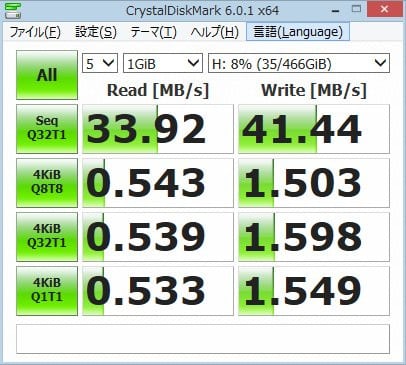 CrystalDiskMark 6.0.1 x64
ファイル(F) 設定(S) テーマ(T) ヘルプ(H) 言語(Language)
All 5 1GiB H: 8% (35/466GiB)
Read [MB/s] Write [MB/s]
Seq
Q32T1
33.92 41.44
4KiB
Q8T8
0.543 1.503
4KiB
Q32T1
0.539 1.598
4KiB
Q1T1
0.533 1.549